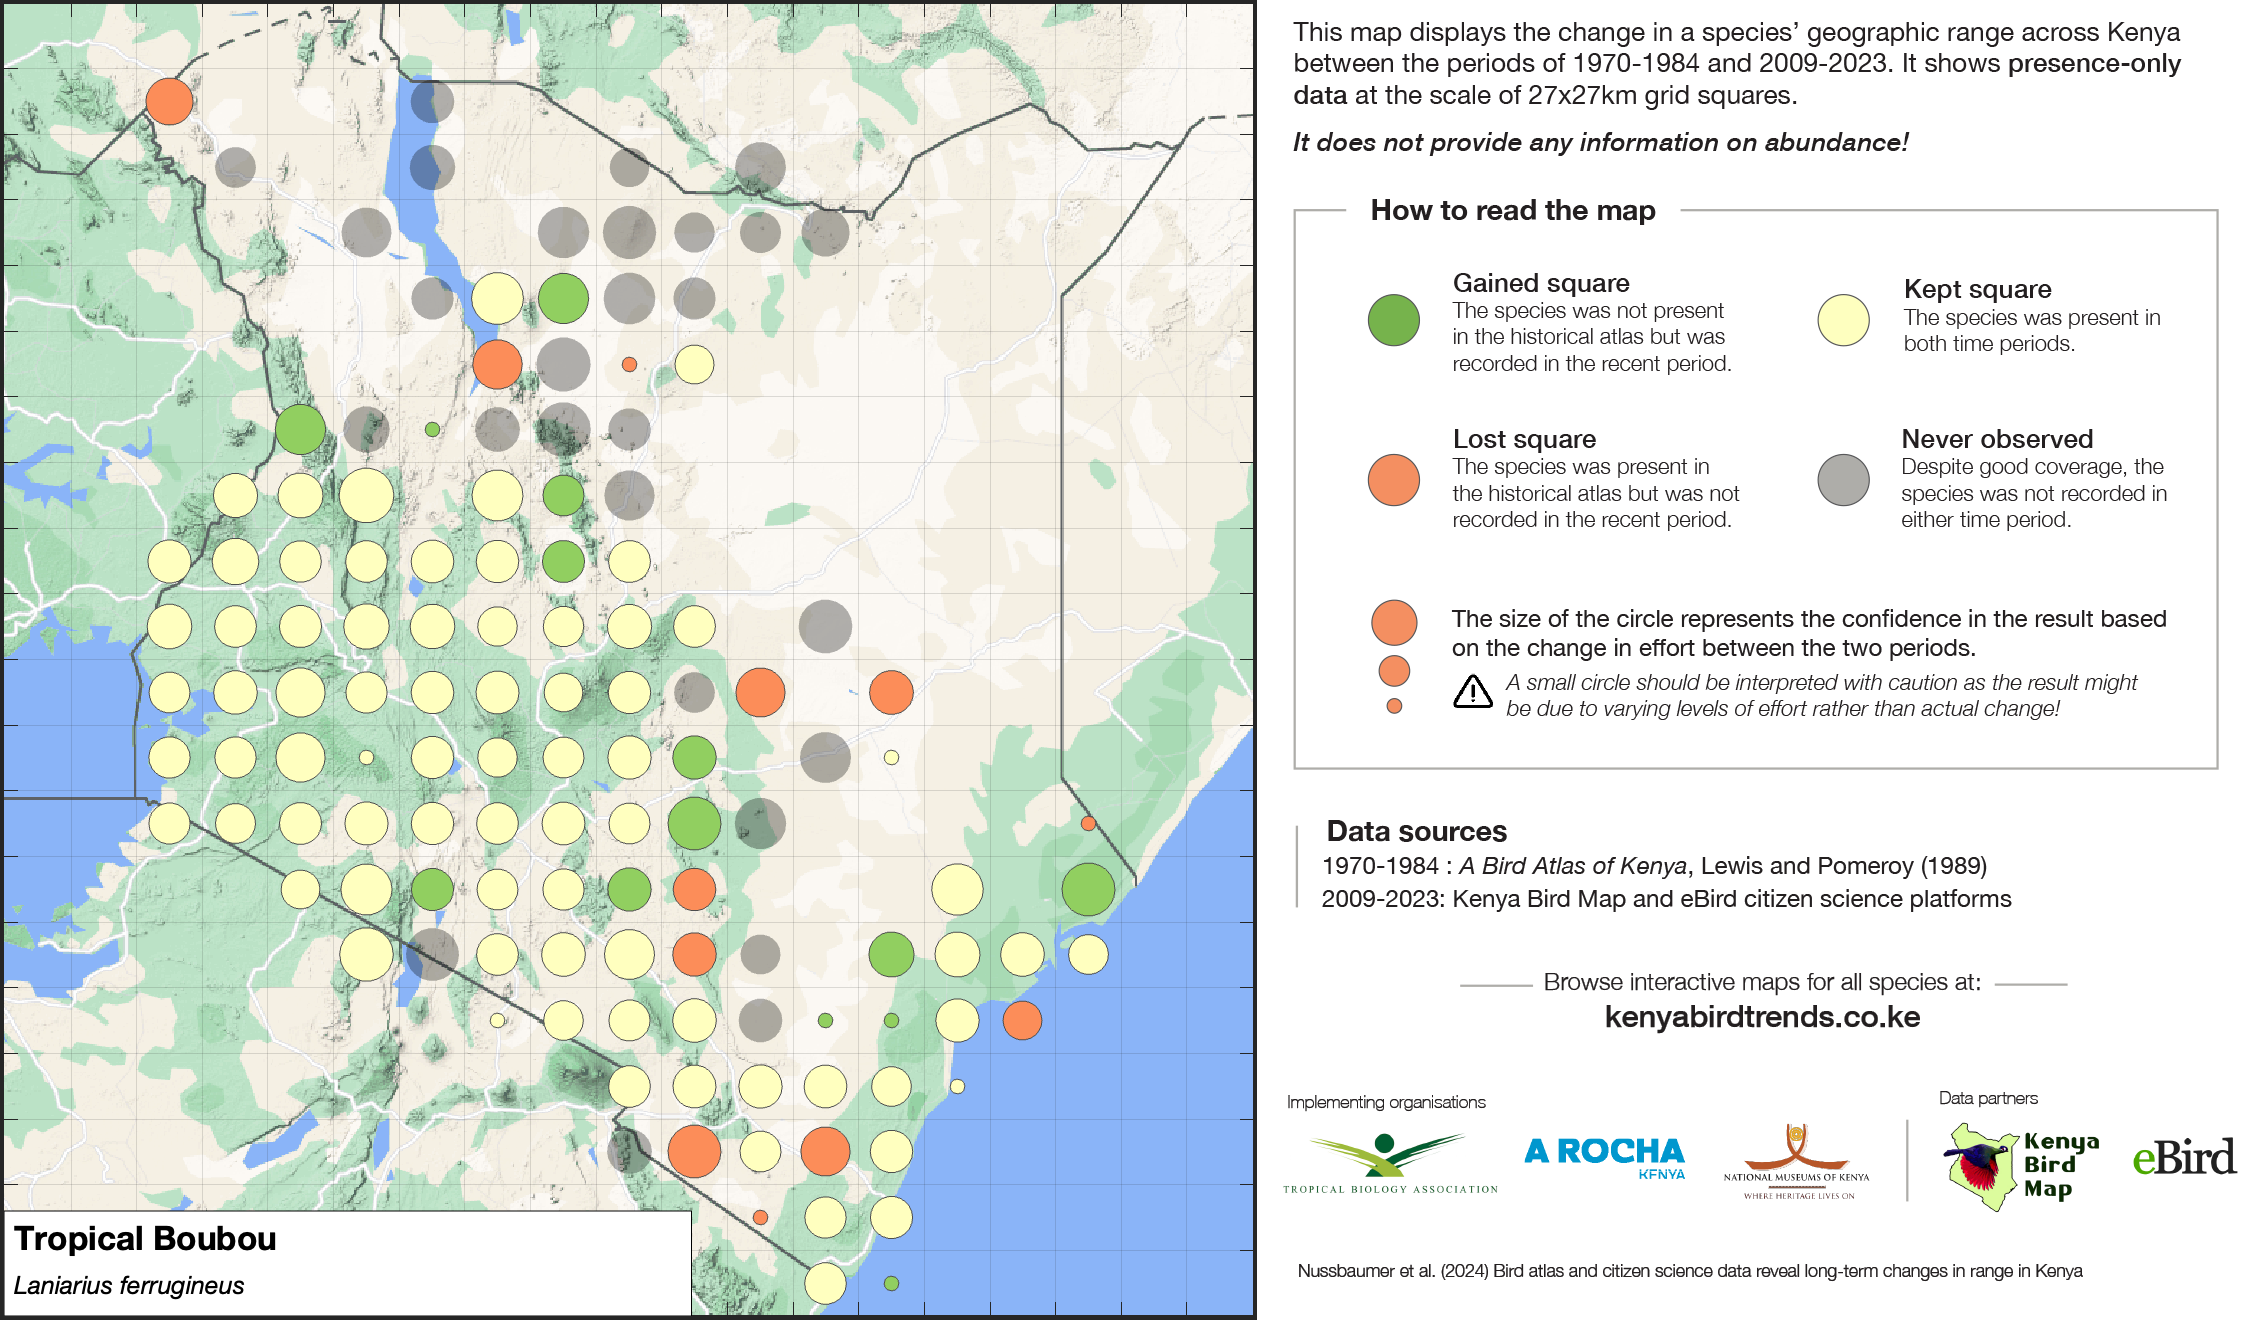 This map displays the change in a species’ geographic range across Kenya
between the periods of 1970-1984 and 2009-2023. It shows presence-only
data at the scale of 27x27km grid squares.
It does not provide any information on abundance!
How to read the map
Gained square
The species was not present
in the historical atlas but was
recorded in the recent period.
Kept square
The species was present in
both time periods.
Lost square
The species was present in
the historical atlas but was not
recorded in the recent period.
Never observed
Despite good coverage, the
species was not recorded in
either time period.
The size of the circle represents the confidence in the result based
on the change in effort between the two periods.
A small circle should be interpreted with caution as the result might
be due to varying levels of effort rather than actual change!
Data sources
1970-1984 : A Bird Atlas of Kenya, Lewis and Pomeroy (1989)
2009-2023: Kenya Bird Map and eBird citizen science platforms
Browse interactive maps for all species at:
kenyabirdtrends.co.ke
Implementing organisations
Data partners
TROPICAL BIOLOGY ASSOCIATION
A ROCHA
KENYA
NATIONAL MUSEUMS OF KENYA
WHERE HERITAGE LIVES ON
Kenya
Bird
Map
eBird
Tropical Boubou
Laniarius ferrugineus
Nussbaumer et al. (2024) Bird atlas and citizen science data reveal long-term changes in range in Kenya